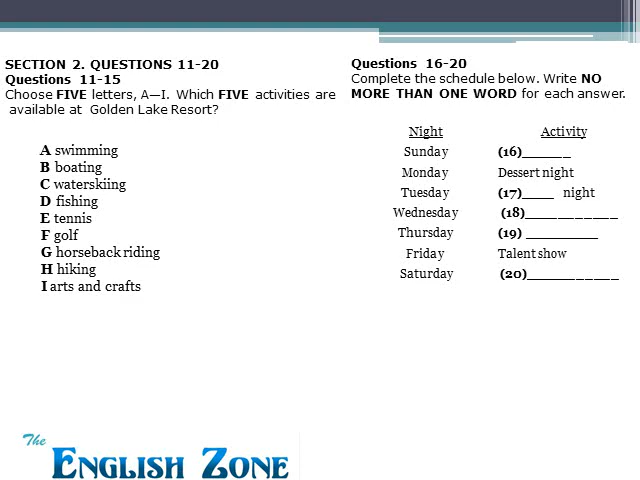 SECTION 2. QUESTIONS 11-20
Questions 11-15
Choose FIVE letters, A—I. Which FIVE activities are
available at Golden Lake Resort?
A swimming
B boating
C waterskiing
D fishing
E tennis
F golf
G horseback riding
H hiking
I arts and crafts
Questions 16-20
Complete the schedule below. Write NO
MORE THAN ONE WORD for each answer.
Night Activity
Sunday (16)______
Monday Dessert night
Tuesday (17)____ night
Wednesday (18)___________
Thursday (19) _________
Friday Talent show
Saturday (20)___________
The
ENGLISH ZONE